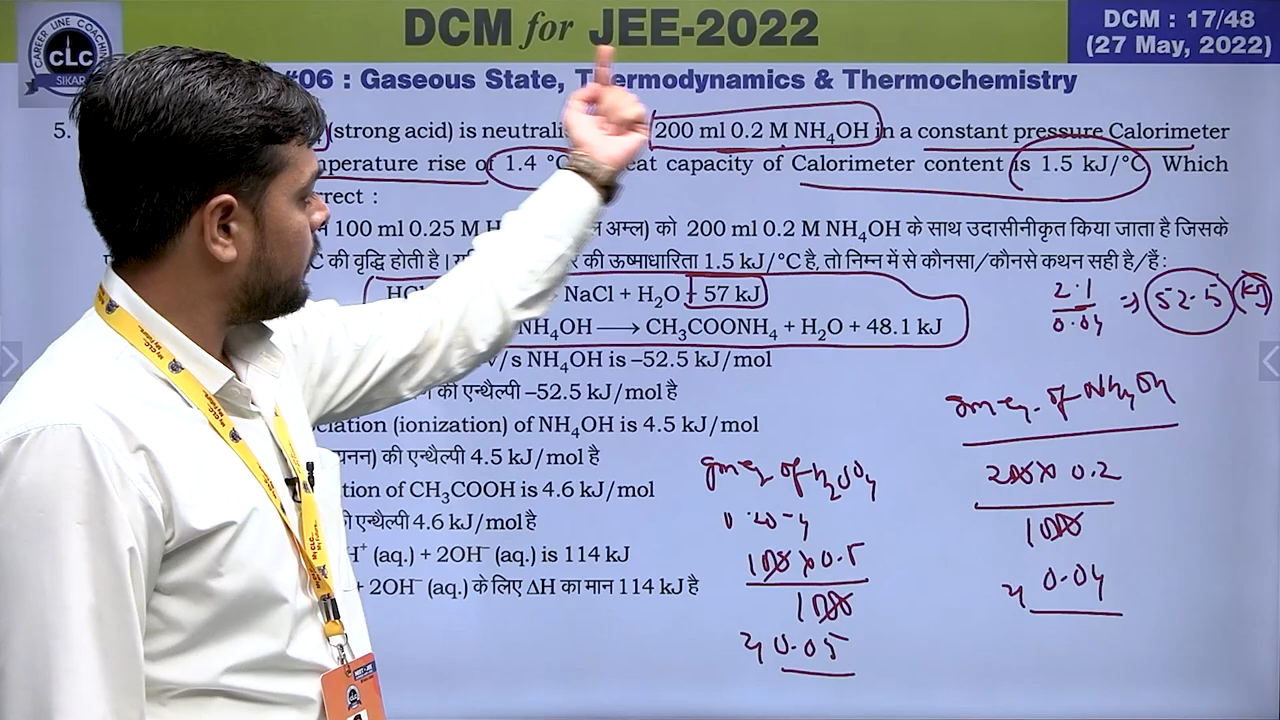 DCM for JEE-2022
DCM : 17/48
(27 May, 2022)
CAREER LINE COACHING
CLC
SIKAR
#06 : Gaseous State, Thermodynamics & Thermochemistry
5. (strong acid) is 200 ml 0.2 M NH₄OH in a constant pressure Calorimeter
rise of 1.4 capacity of Calorimeter content is 1.5 kJ/°C. Which
100 ml 0.25 M को 200 ml 0.2 M NH₄OH के साथ उदासीनीकृत किया जाता है जिसके
C की वृद्धि होती है। की ऊष्माधारिता 1.5 kJ/°C है, तो निम्न में से कौनसा/कौनसे कथन सही है/हैं:
NaCl + H₂O + 57 kJ
NH₄OH ⟶ CH₃COONH₄ + H₂O + 48.1 kJ
v/s NH₄OH is –52.5 kJ/mol
की एन्थैल्पी –52.5 kJ/mol है
(ionization) of NH₄OH is 4.5 kJ/mol
की एन्थैल्पी 4.5 kJ/mol है
of CH₃COOH is 4.6 kJ/mol
एन्थैल्पी 4.6 kJ/mol है
H⁺ (aq.) + 2OH⁻ (aq.) is 114 kJ
+ 2OH⁻ (aq.) के लिए ΔH का मान 114 kJ है
2.1
0.04
⇒ 52.5 (kJ)
gm eq. of NH₄OH
200 × 0.2
1000
0.04
gm eq. of H₂SO₄
100 × 0.5
1000
0.05
CLC